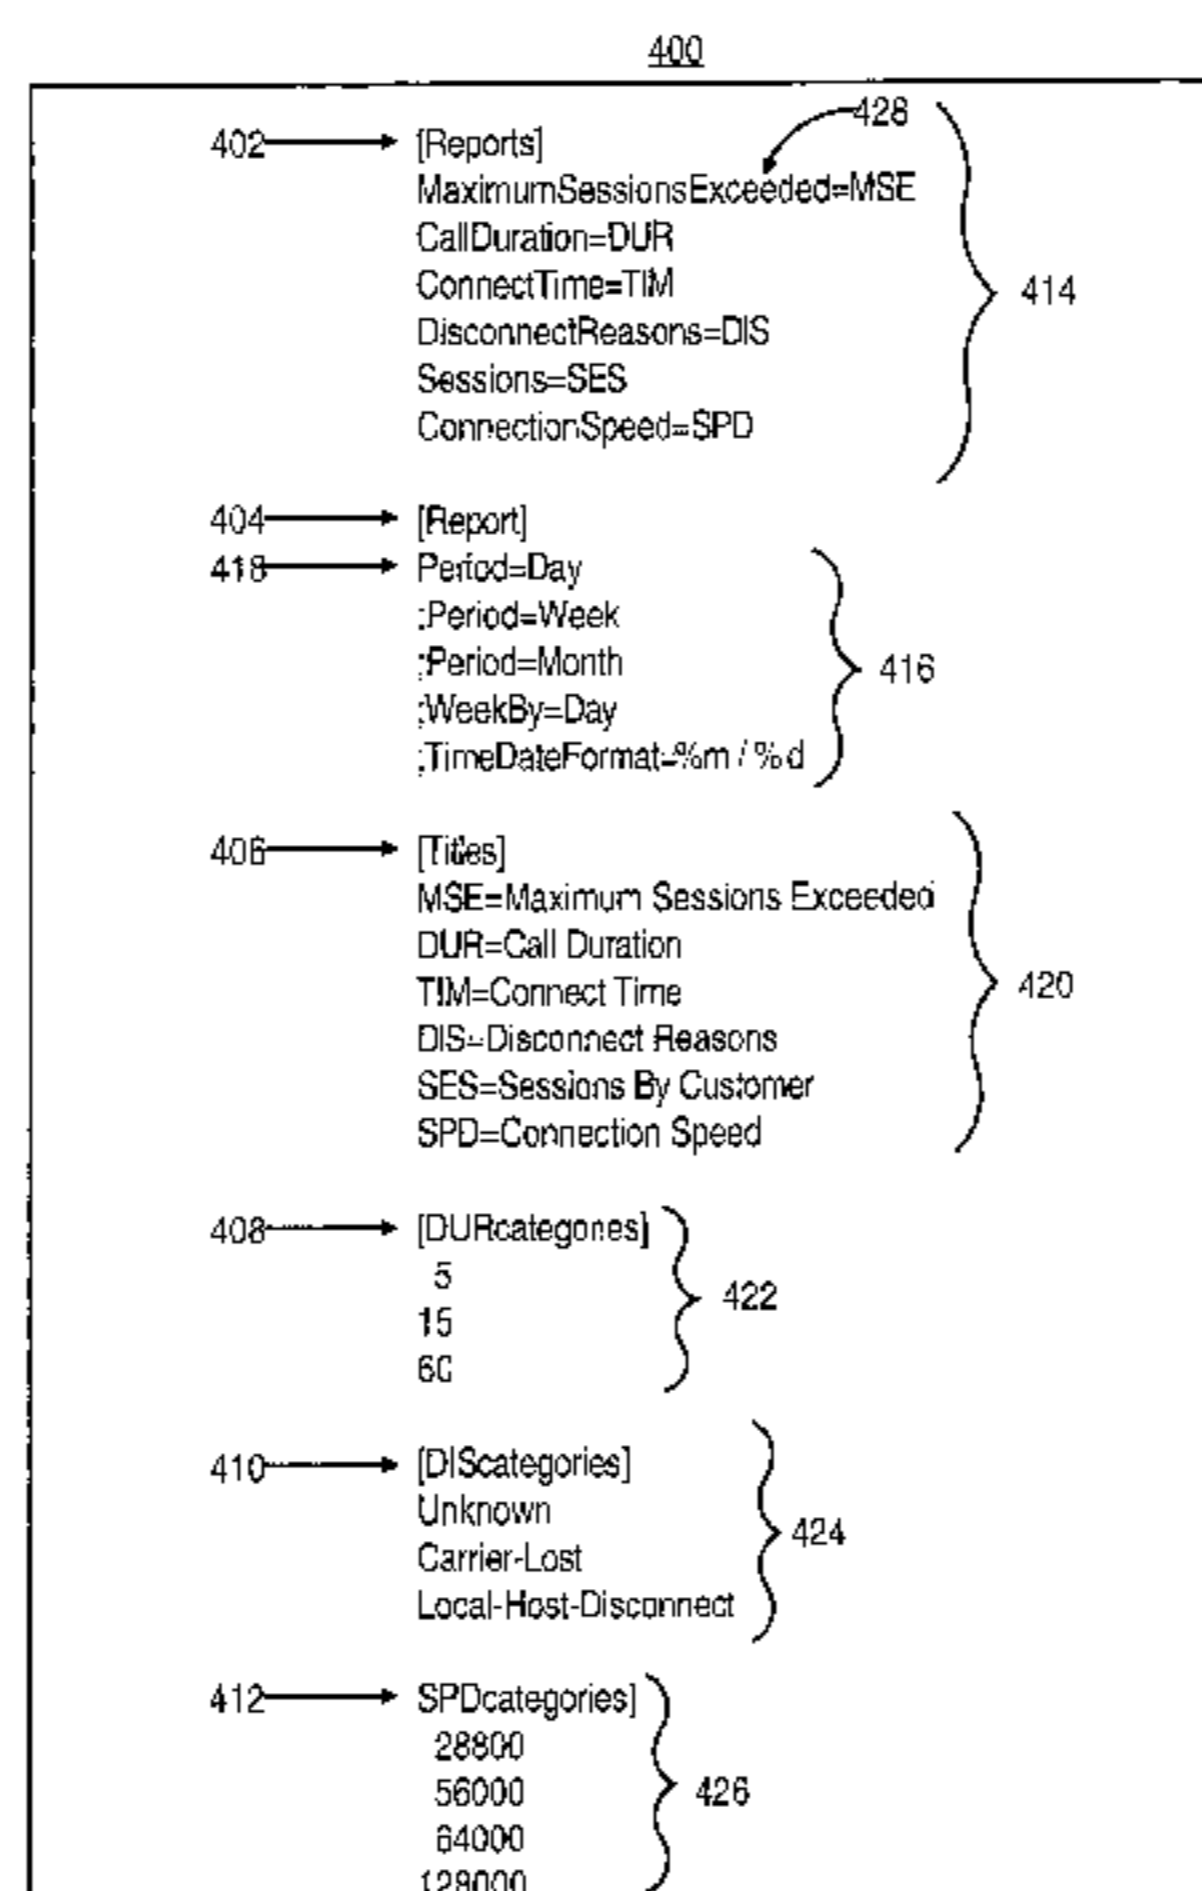 400
428
402 [Reports]
MaximumSessionsExceeded=MSE
CallDuration=DUR
ConnectTime=TIM
414
DisconnectReasons=DIS
Sessions=SES
ConnectionSpeed=SPD
404 [Report]
418 Period=Day
;Period=Week
;Period=Month
416
;WeekBy=Day
;TimeDateFormat=%m / %d
406 [Titles]
MSE=Maximum Sessions Exceeded
DUR=Call Duration
TIM=Connect Time
420
DIS=Disconnect Reasons
SES=Sessions By Customer
SPD=Connection Speed
408 [DURcategories]
5
422
15
60
410 [DIScategories]
Unknown
424
Carrier-Lost
Local-Host-Disconnect
412 SPDcategories]
28800
56000
426
64000
128000